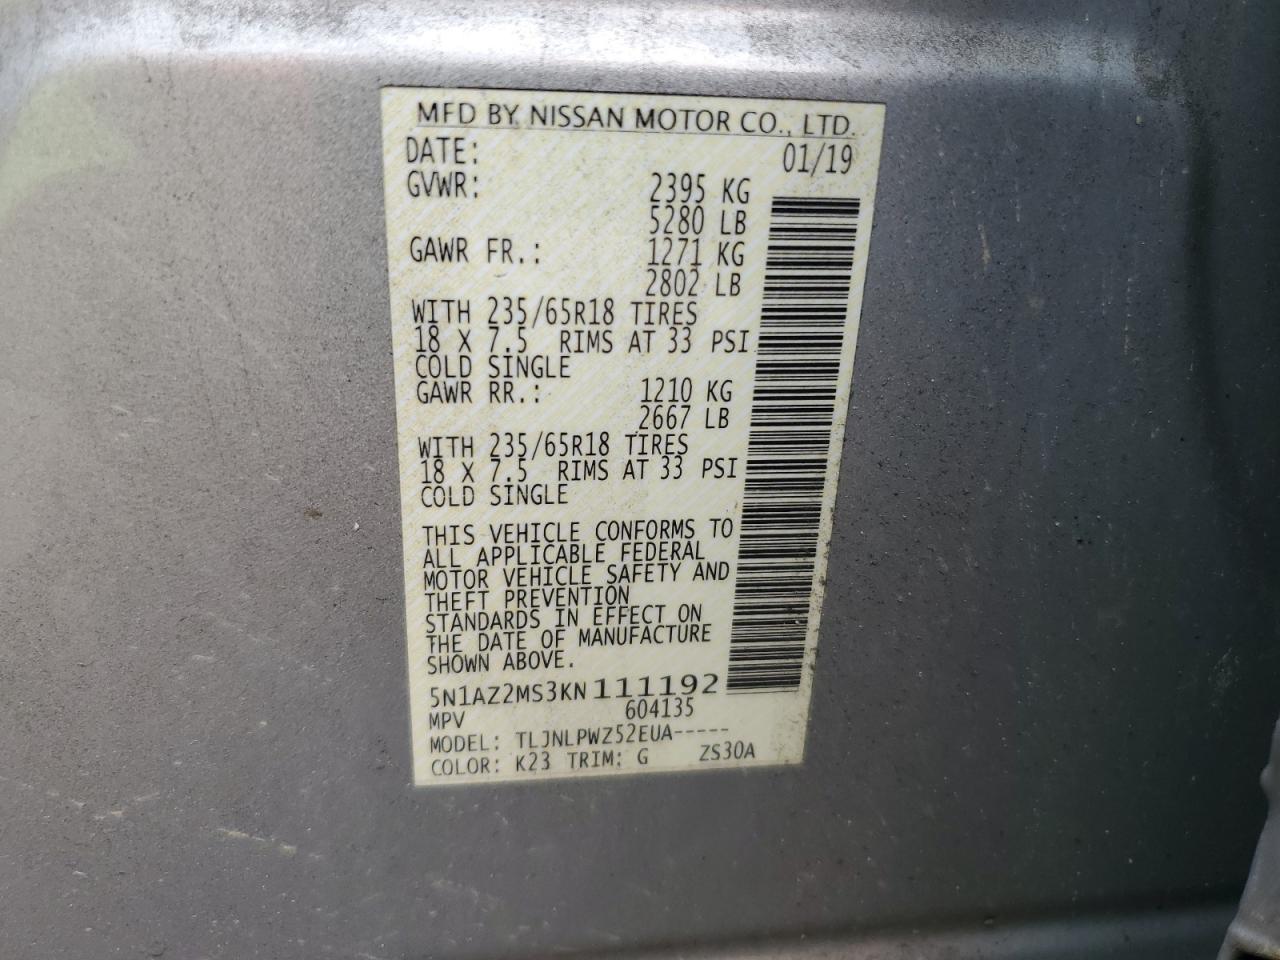 MFD BY NISSAN MOTOR CO., LTD.
DATE: 01/19
GVWR: 2395 KG
5280 LB
GAWR FR.: 1271 KG
2802 LB
WITH 235/65R18 TIRES
18 X 7.5 RIMS AT 33 PSI
COLD SINGLE
GAWR RR.: 1210 KG
2667 LB
WITH 235/65R18 TIRES
18 X 7.5 RIMS AT 33 PSI
COLD SINGLE
THIS VEHICLE CONFORMS TO
ALL APPLICABLE FEDERAL
MOTOR VEHICLE SAFETY AND
THEFT PREVENTION
STANDARDS IN EFFECT ON
THE DATE OF MANUFACTURE
SHOWN ABOVE.
5N1AZ2MS3KN111192
MPV 604135
MODEL: TLJNLPWZ52EUA-----
COLOR: K23 TRIM: G ZS30A